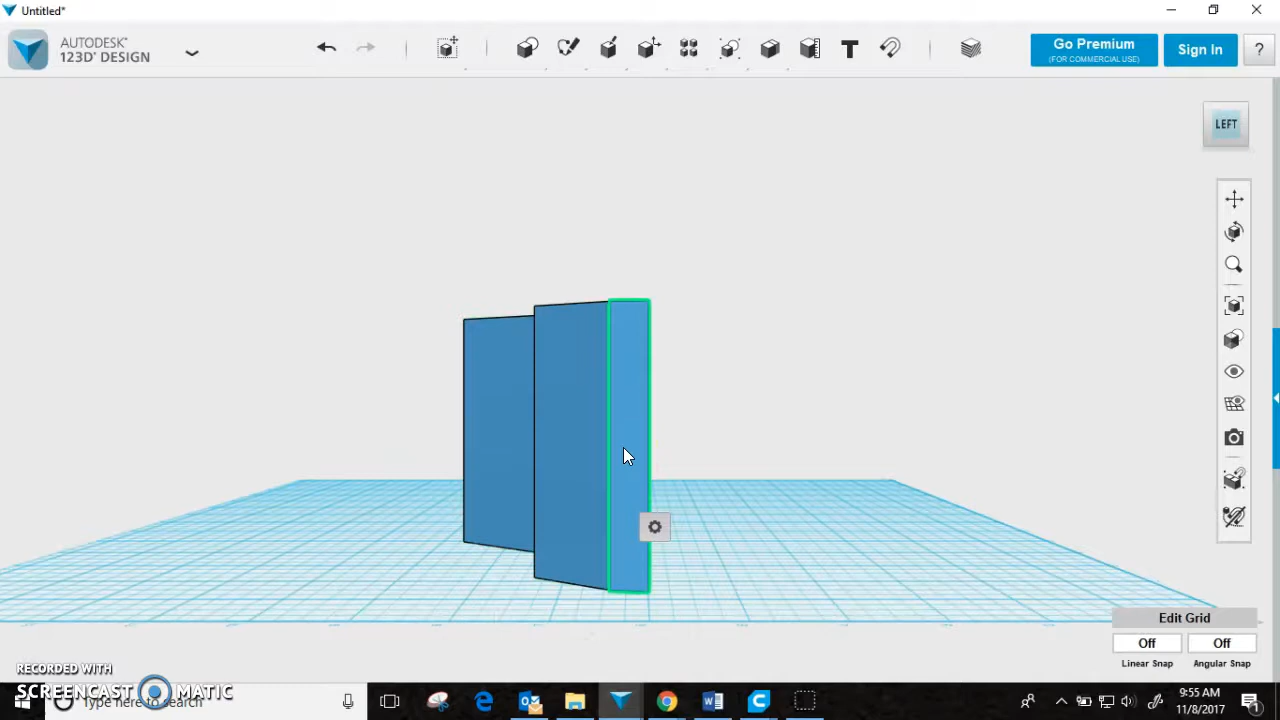 Untitled*
AUTODESK®
123D® DESIGN
T
Go Premium
(FOR COMMERCIAL USE)
Sign In
?
LEFT
Edit Grid
Off
Off
Linear Snap
Angular Snap
RECORDED WITH
SCREENCAST MATIC
Type here to search
9:55 AM
11/8/2017
1